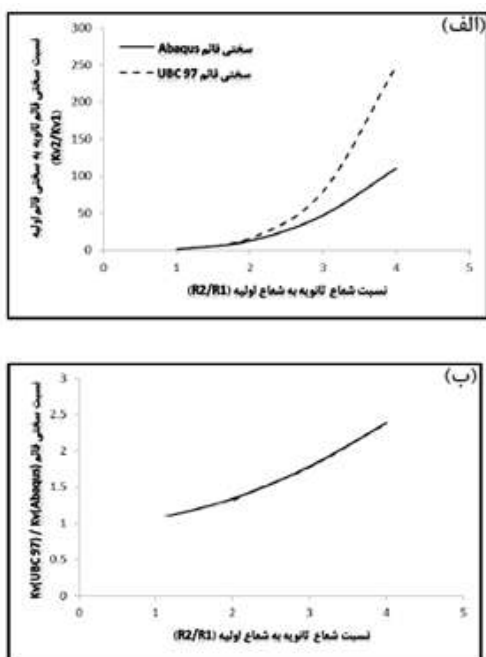 (الف)
300
250
200
150
100
50
0
سختی قائم Abaqus
سختی قائم UBC 97
نسبت سختی قائم ثانویه به سختی قائم اولیه
(Kv2/Kv1)
0 1 2 3 4 5
نسبت شعاع ثانویه به شعاع اولیه (R2/R1)
(ب)
3
2.5
2
1.5
1
0.5
0
نسبت سختی قائم Kv(UBC 97) / Kv(Abaqus)
0 1 2 3 4 5
نسبت شعاع ثانویه به شعاع اولیه (R2/R1)